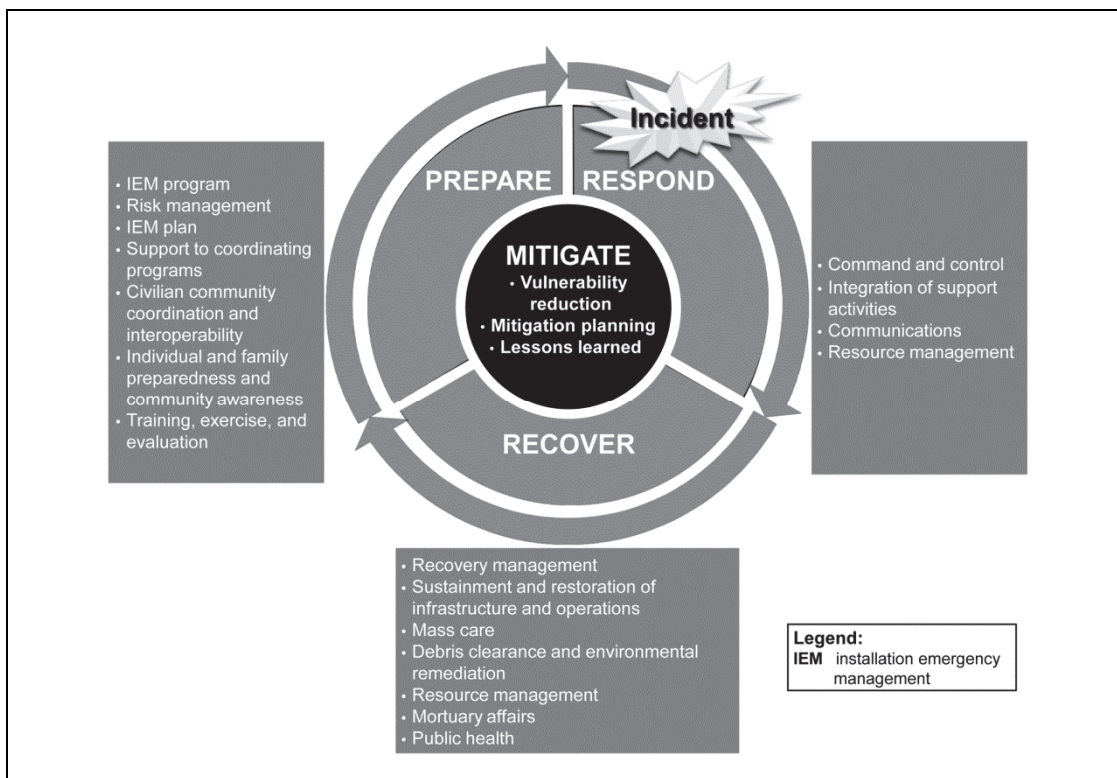 Incident
PREPARE
RESPOND
MITIGATE
• Vulnerability
reduction
• Mitigation planning
• Lessons learned
RECOVER
• IEM program
• Risk management
• IEM plan
• Support to coordinating
programs
• Civilian community
coordination and
interoperability
• Individual and family
preparedness and
community awareness
• Training, exercise, and
evaluation
• Command and control
• Integration of support
activities
• Communications
• Resource management
• Recovery management
• Sustainment and restoration of
infrastructure and operations
• Mass care
• Debris clearance and environmental
remediation
• Resource management
• Mortuary affairs
• Public health
Legend:
IEM installation emergency
management